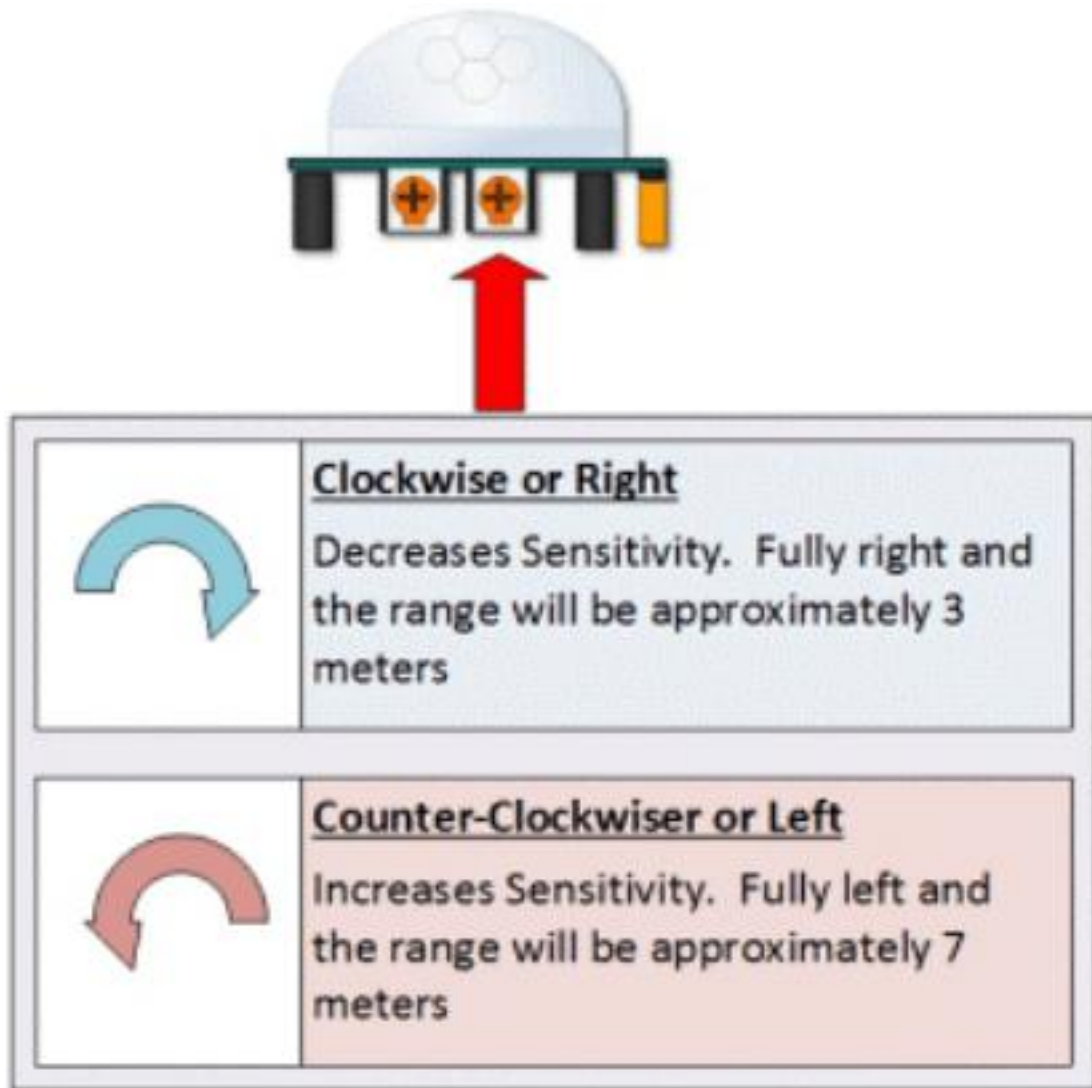 Clockwise or Right
Decreases Sensitivity. Fully right and
the range will be approximately 3
meters
Counter-Clockwiser or Left
Increases Sensitivity. Fully left and
the range will be approximately 7
meters